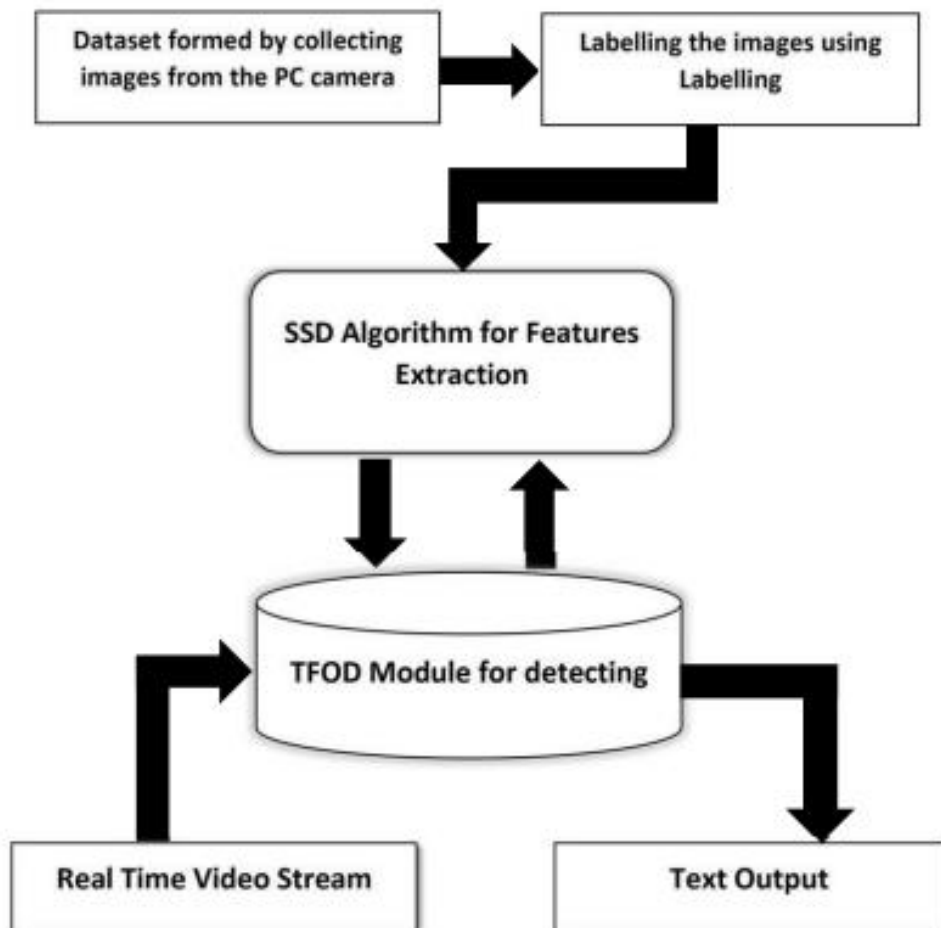 Dataset formed by collecting
images from the PC camera
Labelling the images using
Labelling
SSD Algorithm for Features
Extraction
TFOD Module for detecting
Real Time Video Stream
Text Output